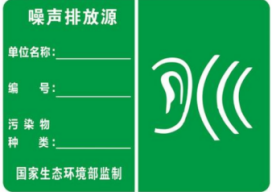 噪声排放源
单位名称：
编　号：
污 染 物
种　类：
国家生态环境部监制